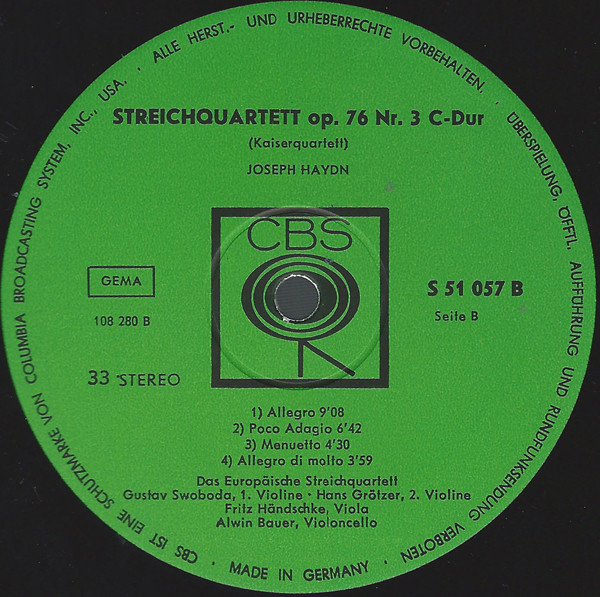 CBS IST EINE SCHUTZMARKE VON COLUMBIA BROADCASTING SYSTEM, INC., USA. · ALLE HERST.- UND URHEBERRECHTE VORBEHALTEN. · ÜBERSPIELUNG, ÖFFTL. AUFFÜHRUNG UND RUNDFUNKSENDUNG VERBOTEN · MADE IN GERMANY ·
STREICHQUARTETT op. 76 Nr. 3 C-Dur
(Kaiserquartett)
JOSEPH HAYDN
CBS
GEMA
108 280 B
33 STEREO
S 51 057 B
Seite B
1) Allegro 9'08
2) Poco Adagio 6'42
3) Menuetto 4'30
4) Allegro di molto 3'59
Das Europäische Streichquartett
Gustav Swoboda, 1. Violine · Hans Grötzer, 2. Violine
Fritz Händschke, Viola
Alwin Bauer, Violoncello